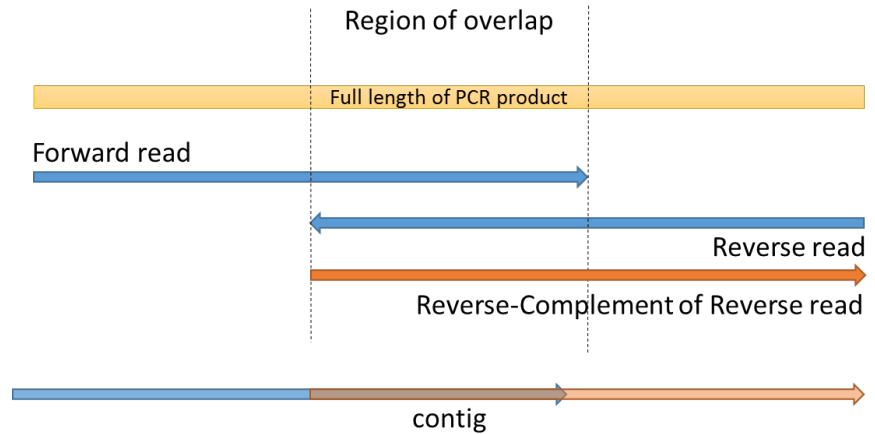 Region of overlap
Full length of PCR product
Forward read
Reverse read
Reverse-Complement of Reverse read
contig